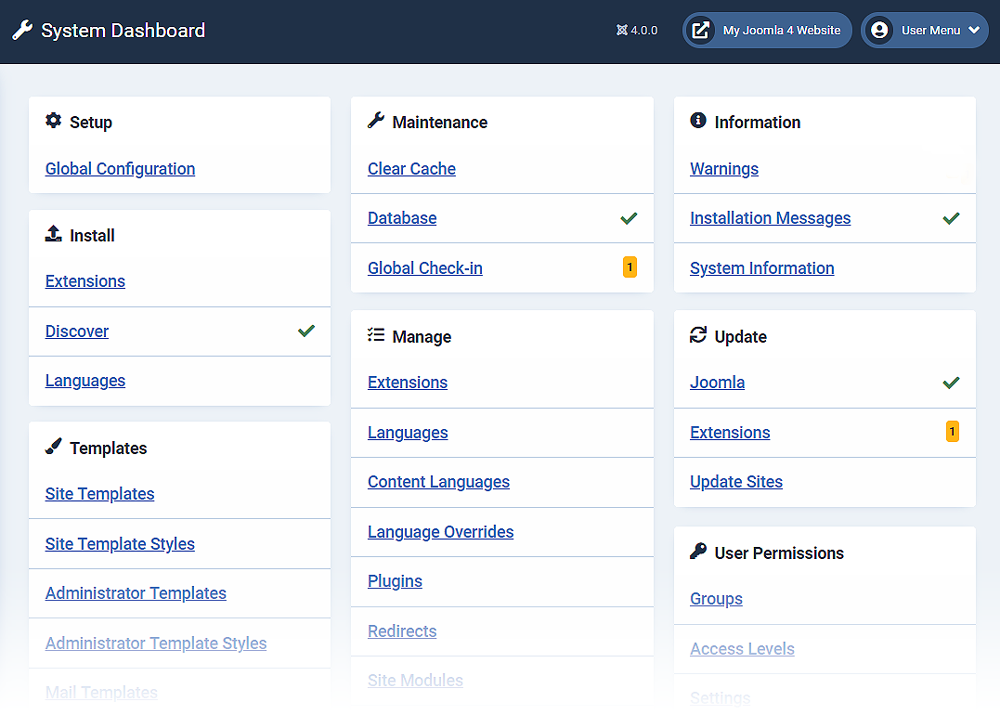 System Dashboard
4.0.0
My Joomla 4 Website
User Menu
Setup
Global Configuration
Install
Extensions
Discover
Languages
Templates
Site Templates
Site Template Styles
Administrator Templates
Administrator Template Styles
Mail Templates
Maintenance
Clear Cache
Database
Global Check-in 1
Manage
Extensions
Languages
Content Languages
Language Overrides
Plugins
Redirects
Site Modules
Information
Warnings
Installation Messages
System Information
Update
Joomla
Extensions 1
Update Sites
User Permissions
Groups
Access Levels
Settings